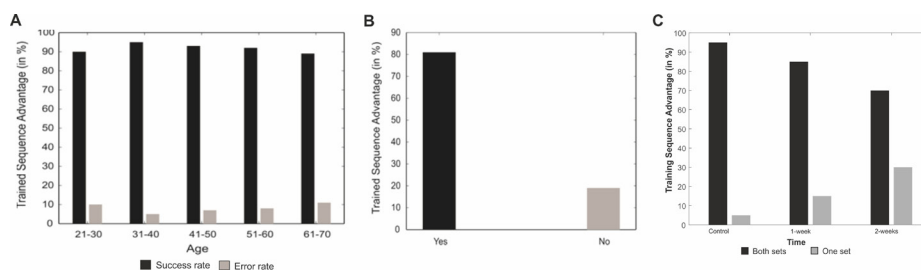 A
Trained Sequence Advantage (in %)
100
90
80
70
60
50
40
30
20
10
0
21-30 31-40 41-50 51-60 61-70
Age
Success rate Error rate
B
Trained Sequence Advantage (in %)
90
80
70
60
50
40
30
20
10
0
Yes No
C
Training Sequence Advantage (in %)
100
90
80
70
60
50
40
30
20
10
0
Control 1-week 2-weeks
Time
Both sets One set